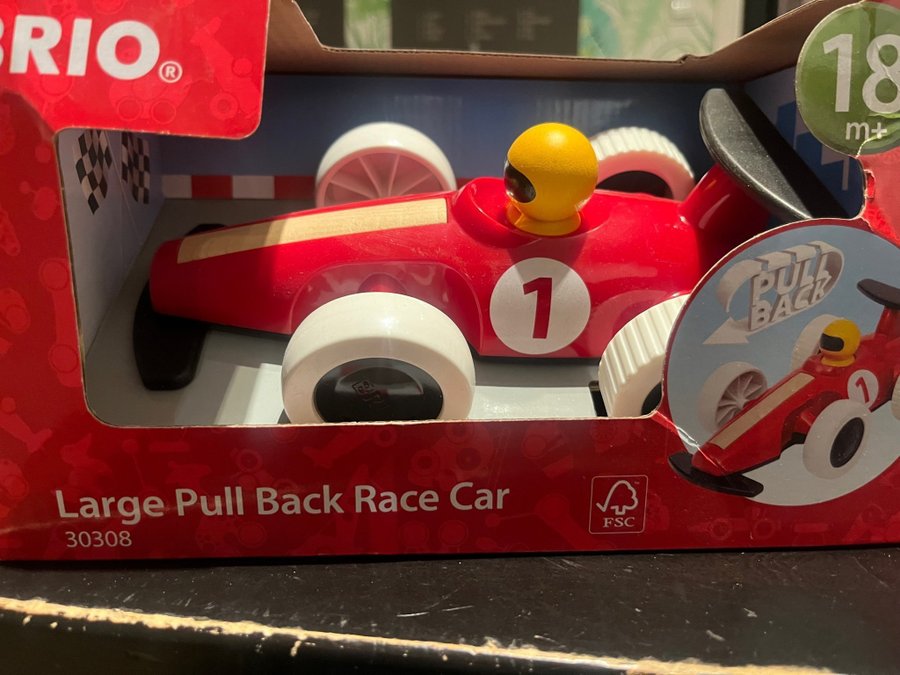 BRIO®
18
m+
1
PULL
BACK
1
Large Pull Back Race Car
30308
FSC